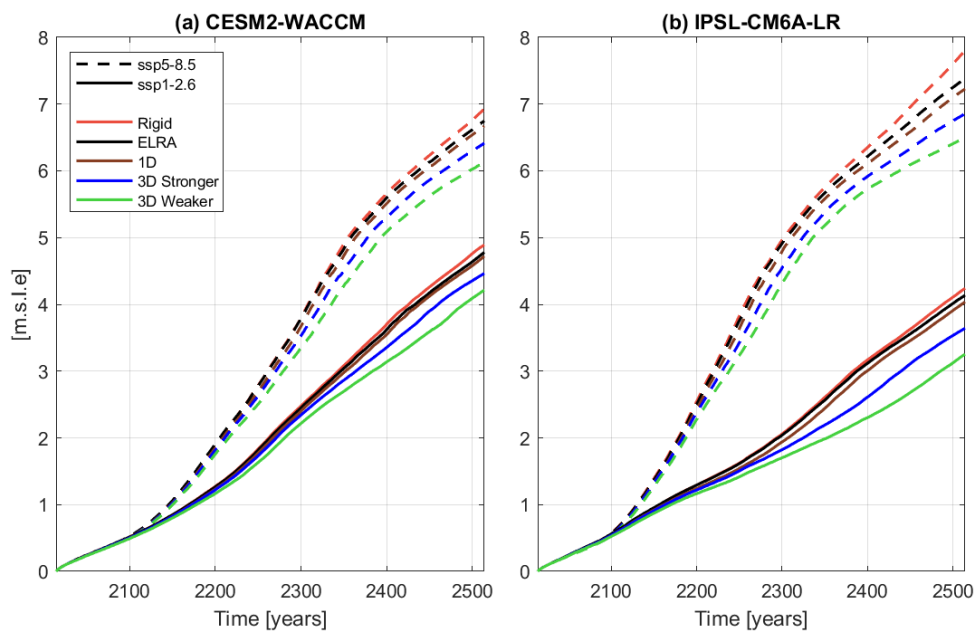 (a) CESM2-WACCM
(b) IPSL-CM6A-LR
[m.s.l.e]
8
7
6
5
4
3
2
1
0
ssp5-8.5
ssp1-2.6
Rigid
ELRA
1D
3D Stronger
3D Weaker
2100 2200 2300 2400 2500
Time [years]
8
7
6
5
4
3
2
1
0
2100 2200 2300 2400 2500
Time [years]